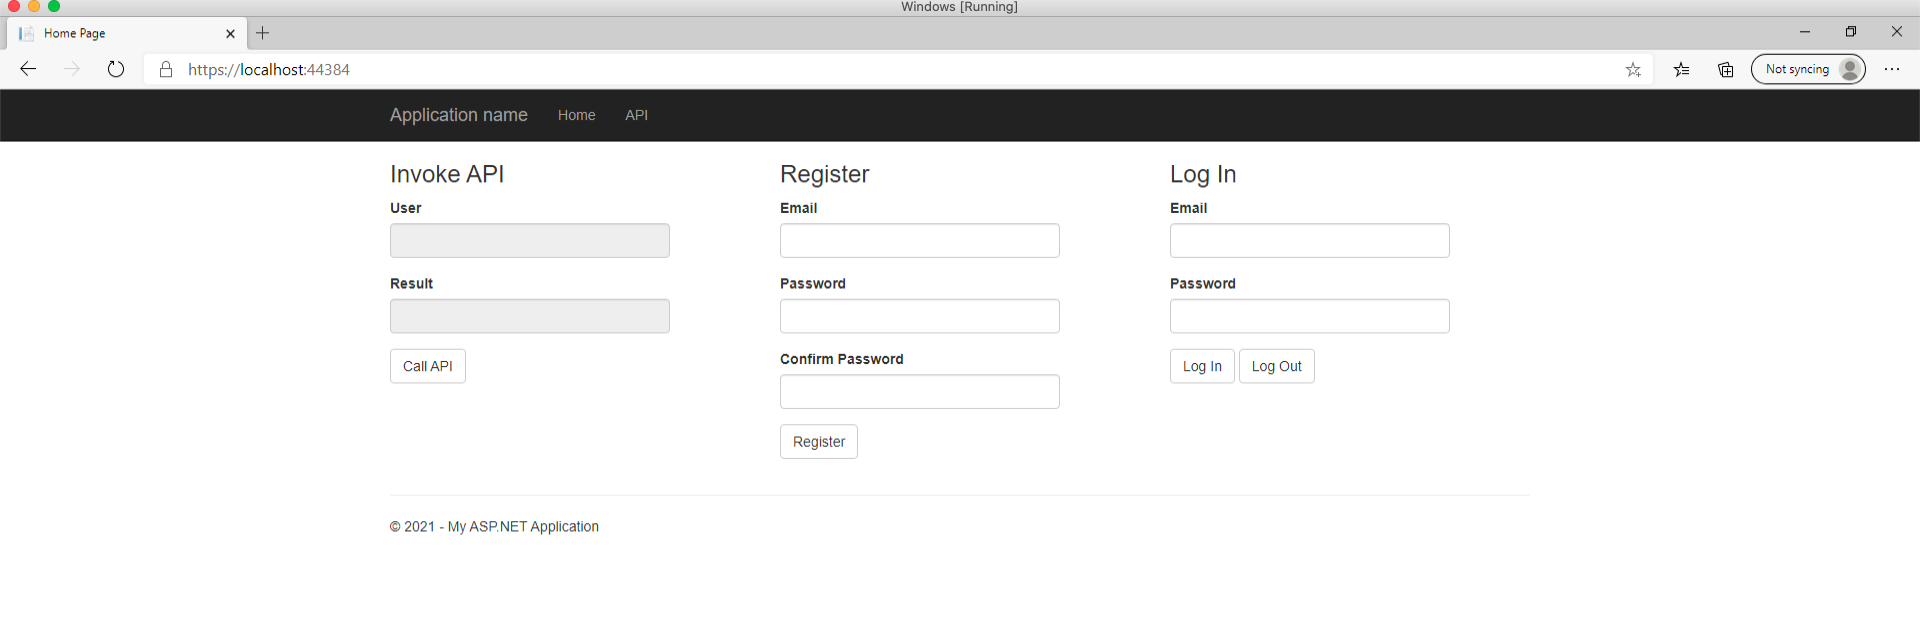 Windows [Running]
Home Page
https://localhost:44384
Not syncing
Application name Home API
Invoke API
User
Result
Call API
Register
Email
Password
Confirm Password
Register
Log In
Email
Password
Log In Log Out
© 2021 - My ASP.NET Application